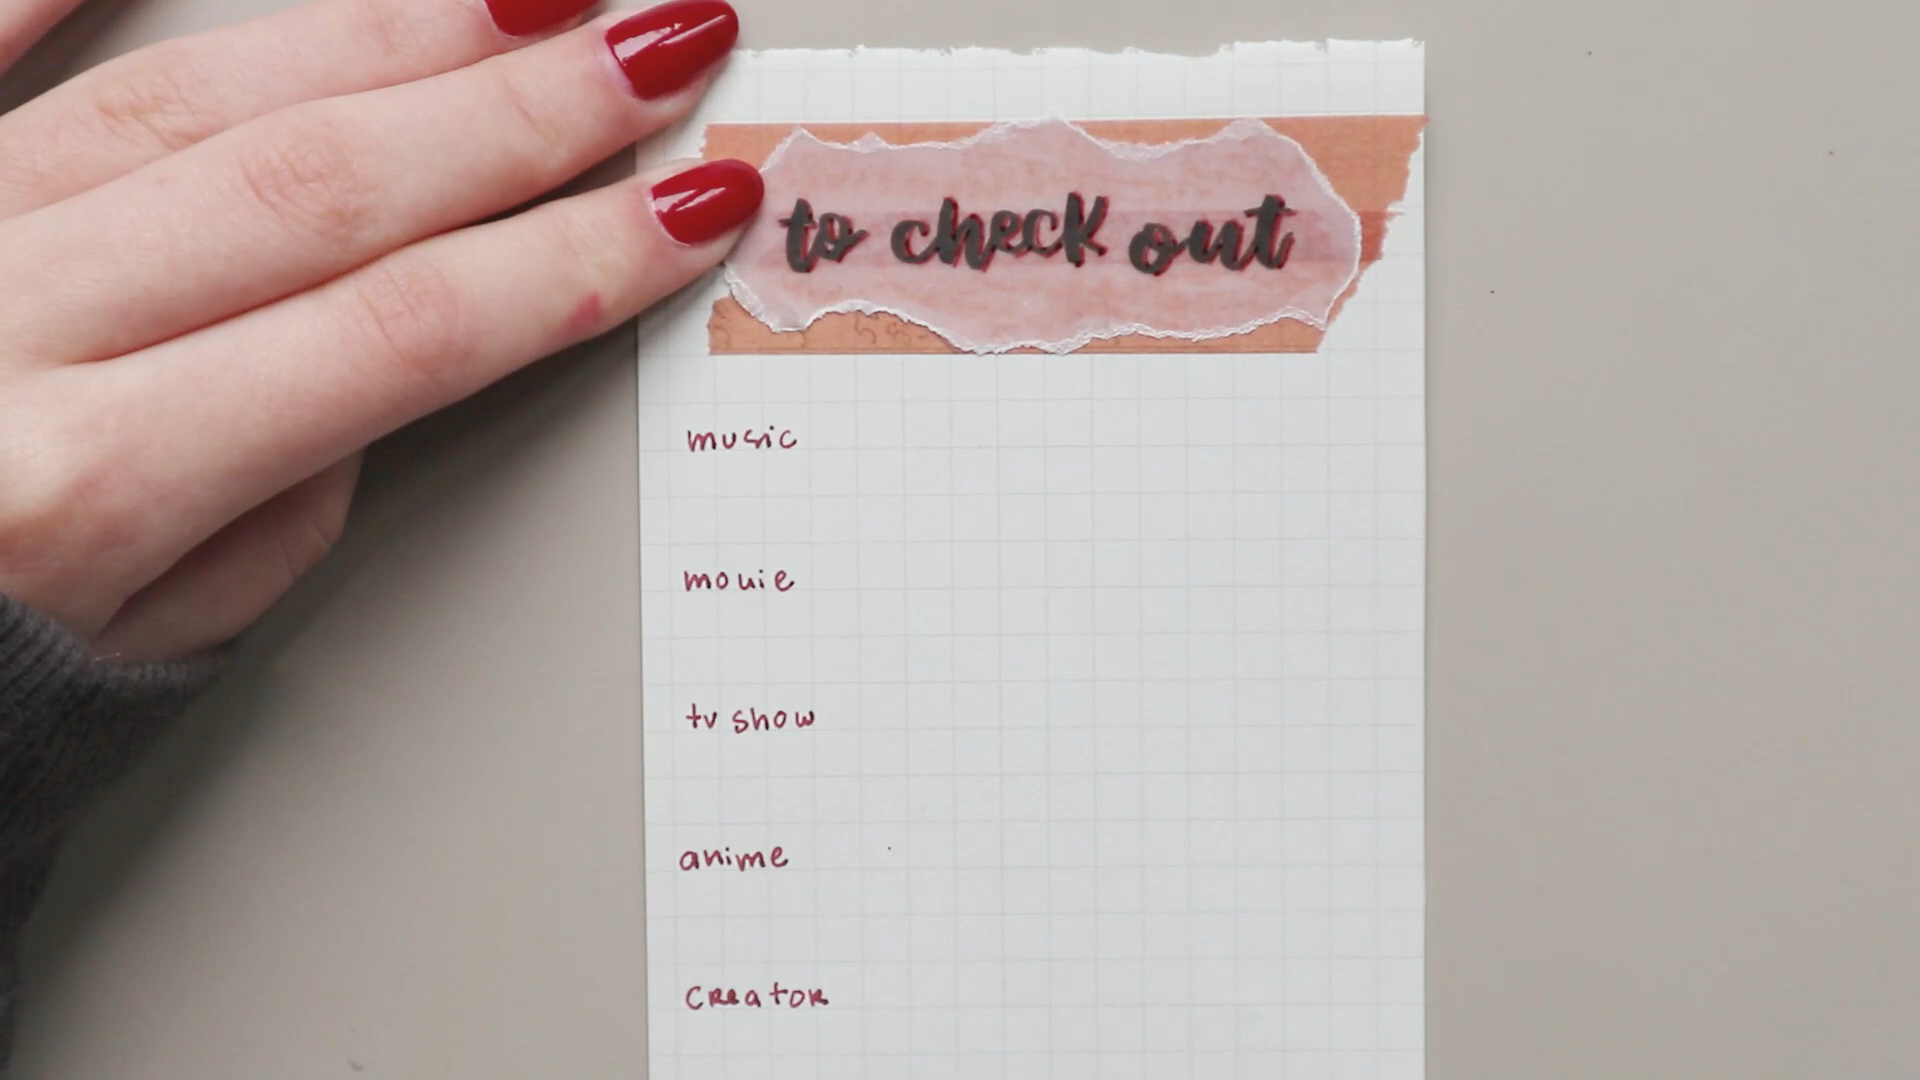 to check out
music
movie
tv show
anime
creator